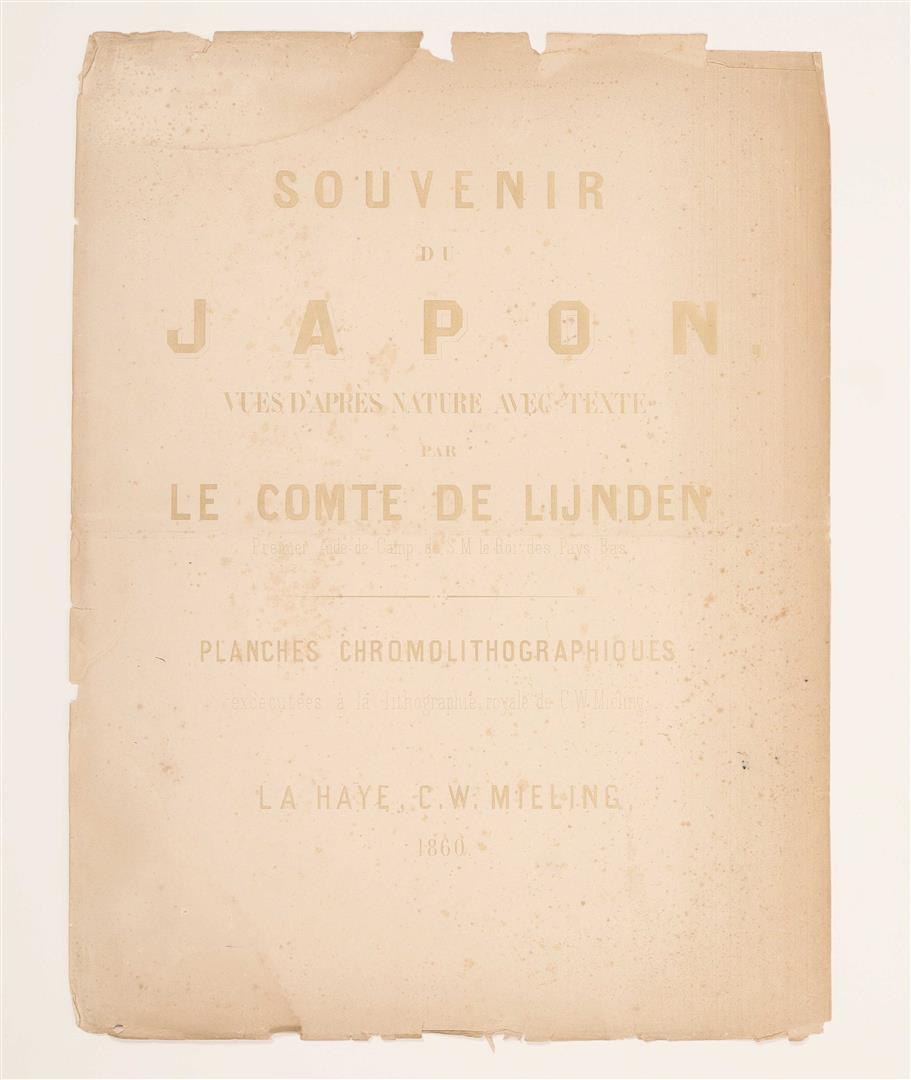 SOUVENIR
DU
JAPON,
VUES D'APRÈS NATURE AVEC TEXTE
PAR
LE COMTE DE LIJNDEN
Premier Aide de Camp de S. M. le Roi des Pays Bas.
PLANCHES CHROMOLITHOGRAPHIQUES
exécutées à la lithographie royale de C. W. Mieling.
LA HAYE, C. W. MIELING,
1860.